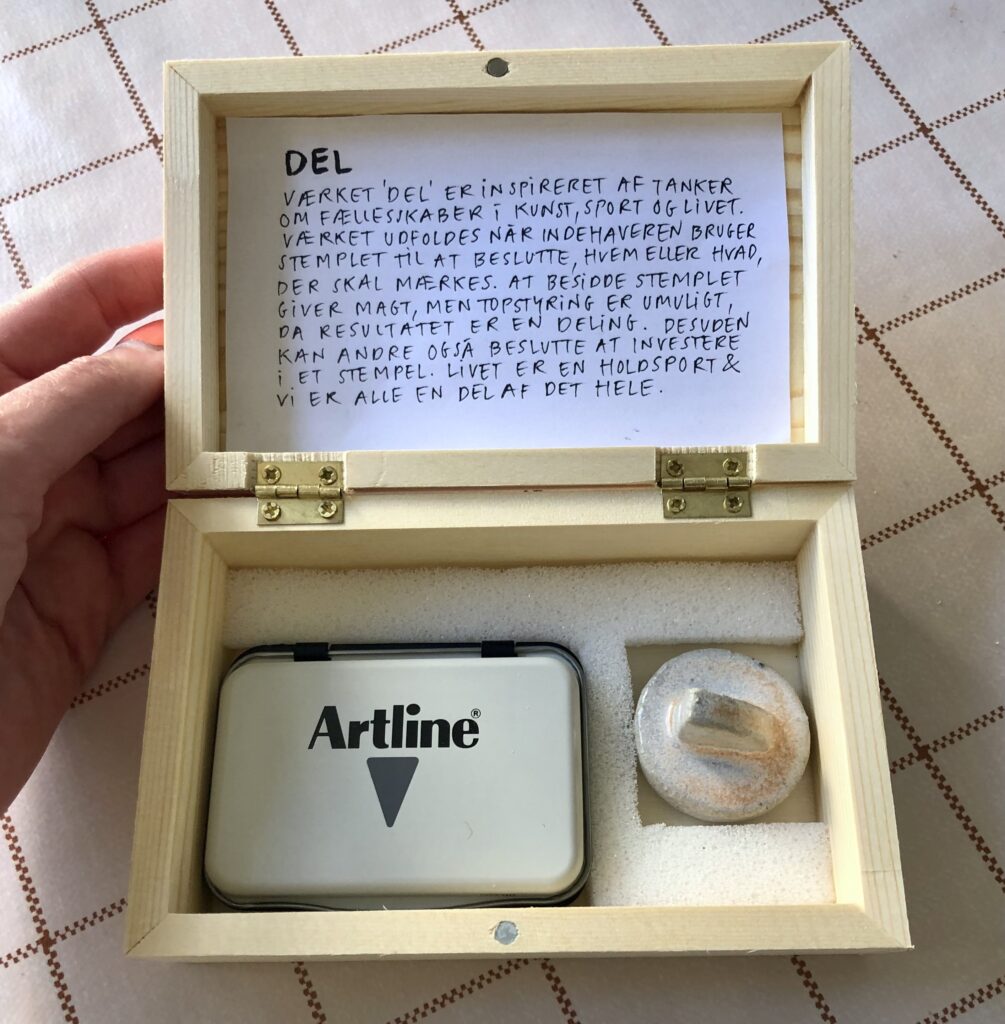 DEL
VÆRKET 'DEL' ER INSPIRERET AF TANKER
OM FÆLLESSKABER I KUNST, SPORT OG LIVET.
VÆRKET UDFOLDES NÅR INDEHAVEREN BRUGER
STEMPLET TIL AT BESLUTTE, HVEM ELLER HVAD,
DER SKAL MÆRKES. AT BESIDDE STEMPLET
GIVER MAGT, MEN TOPSTYRING ER UMULIGT,
DA RESULTATET ER EN DELING. DESUDEN
KAN ANDRE OGSÅ BESLUTTE AT INVESTERE
I ET STEMPEL. LIVET ER EN HOLDSPORT &
VI ER ALLE EN DEL AF DET HELE.
Artline®